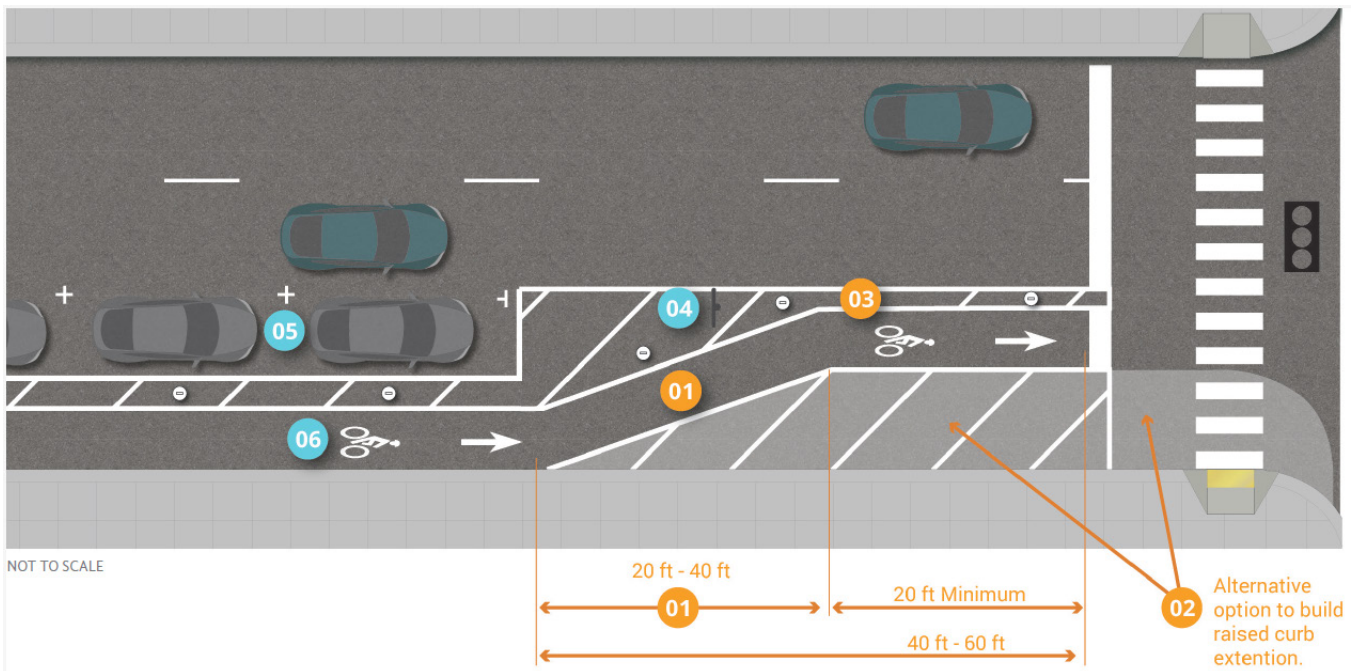 04
03
05
01
06
NOT TO SCALE
20 ft - 40 ft
01
20 ft Minimum
40 ft - 60 ft
02
Alternative
option to build
raised curb
extention.